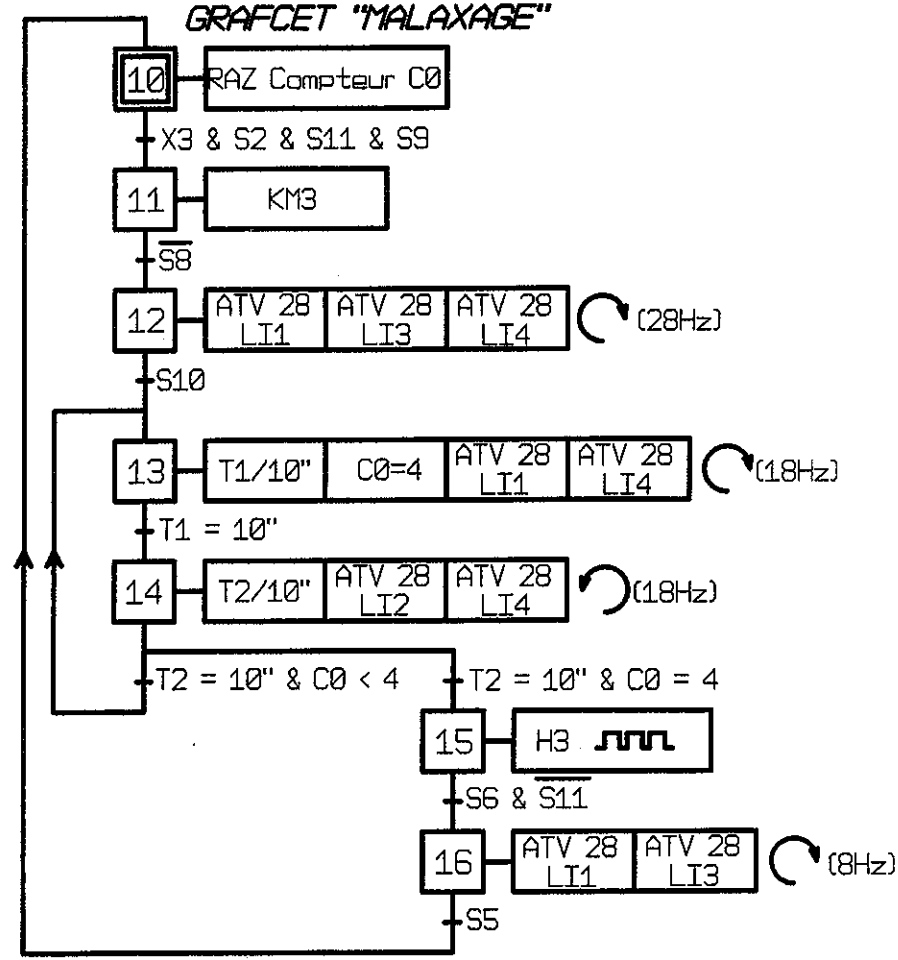 GRAFCET "MALAXAGE"
10 RAZ Compteur C0
X3 & S2 & S11 & S9
11 KM3
S̅8̅
12 ATV 28 LI1 ATV 28 LI3 ATV 28 LI4 (28Hz)
S10
13 T1/10" C0=4 ATV 28 LI1 ATV 28 LI4 (18Hz)
T1 = 10"
14 T2/10" ATV 28 LI2 ATV 28 LI4 (18Hz)
T2 = 10" & C0 < 4 T2 = 10" & C0 = 4
15 H3
S6 & S̅1̅1̅
16 ATV 28 LI1 ATV 28 LI3 (8Hz)
S5